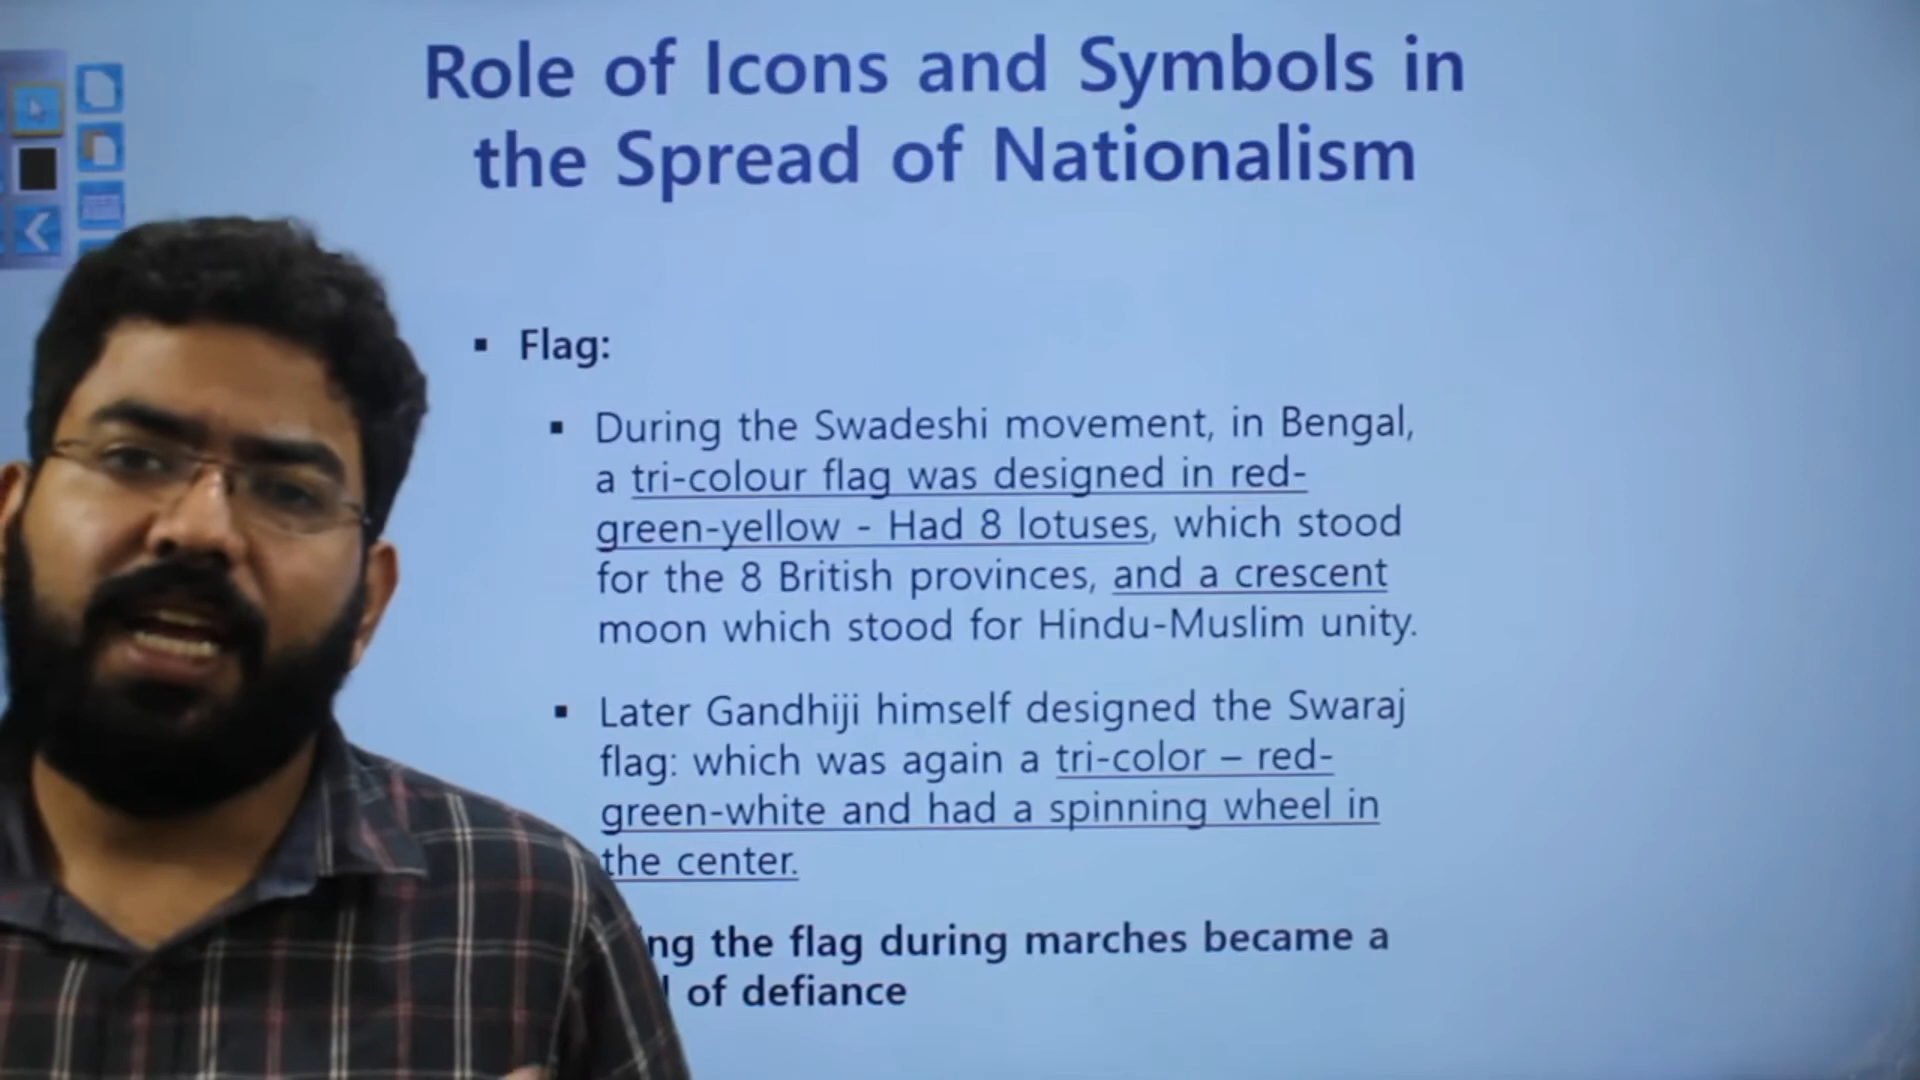 Role of Icons and Symbols in
the Spread of Nationalism
▪ Flag:
▪ During the Swadeshi movement, in Bengal,
a tri-colour flag was designed in red-
green-yellow - Had 8 lotuses, which stood
for the 8 British provinces, and a crescent
moon which stood for Hindu-Muslim unity.
▪ Later Gandhiji himself designed the Swaraj
flag: which was again a tri-color – red-
green-white and had a spinning wheel in
the center.
the flag during marches became a
of defiance